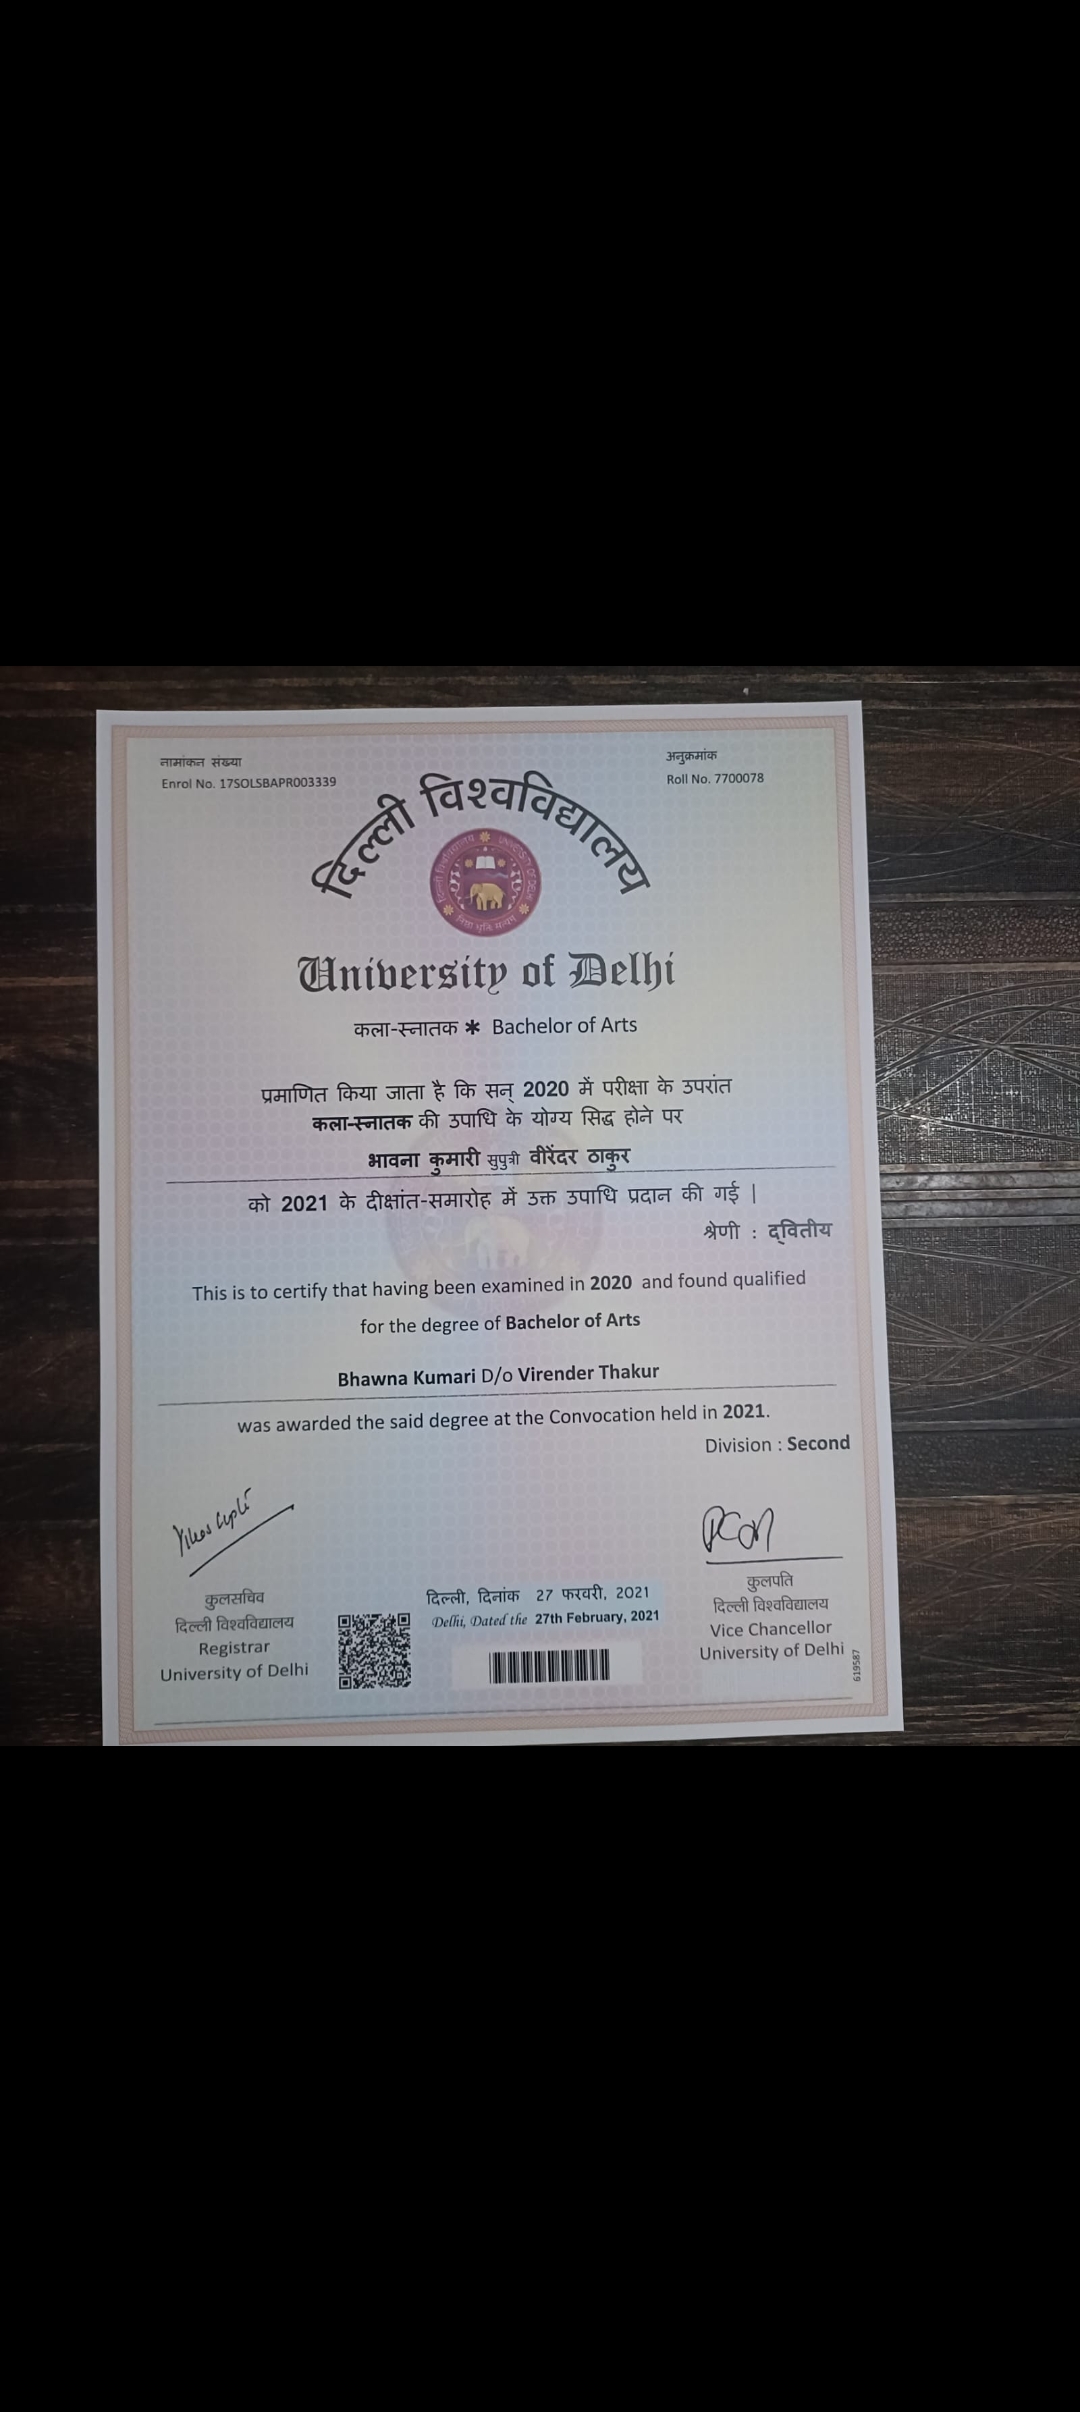 नामांकन संख्या
Enrol No. 17SOLSBAPR003339
अनुक्रमांक
Roll No. 7700078
दिल्ली विश्वविद्यालय
University of Delhi
कला-स्नातक * Bachelor of Arts
प्रमाणित किया जाता है कि सन् 2020 में परीक्षा के उपरांत
कला-स्नातक की उपाधि के योग्य सिद्ध होने पर
भावना कुमारी सुपुत्री वीरेंदर ठाकुर
को 2021 के दीक्षांत-समारोह में उक्त उपाधि प्रदान की गई |
श्रेणी : द्वितीय
This is to certify that having been examined in 2020 and found qualified
for the degree of Bachelor of Arts
Bhawna Kumari D/o Virender Thakur
was awarded the said degree at the Convocation held in 2021.
Division : Second
कुलसचिव
दिल्ली विश्वविद्यालय
Registrar
University of Delhi
दिल्ली, दिनांक 27 फरवरी, 2021
Delhi, Dated the 27th February, 2021
कुलपति
दिल्ली विश्वविद्यालय
Vice Chancellor
University of Delhi
619587